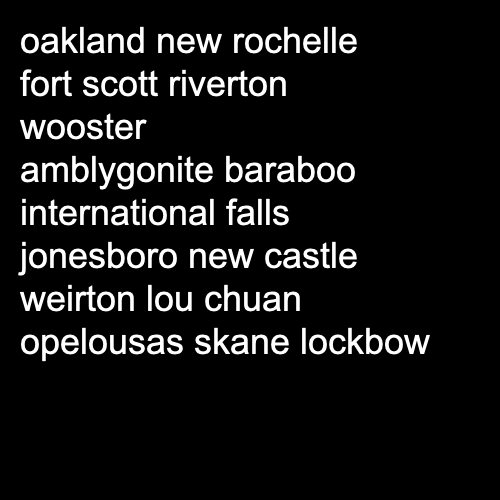 oakland new rochelle
fort scott riverton
wooster
amblygonite baraboo
international falls
jonesboro new castle
weirton lou chuan
opelousas skane lockbow